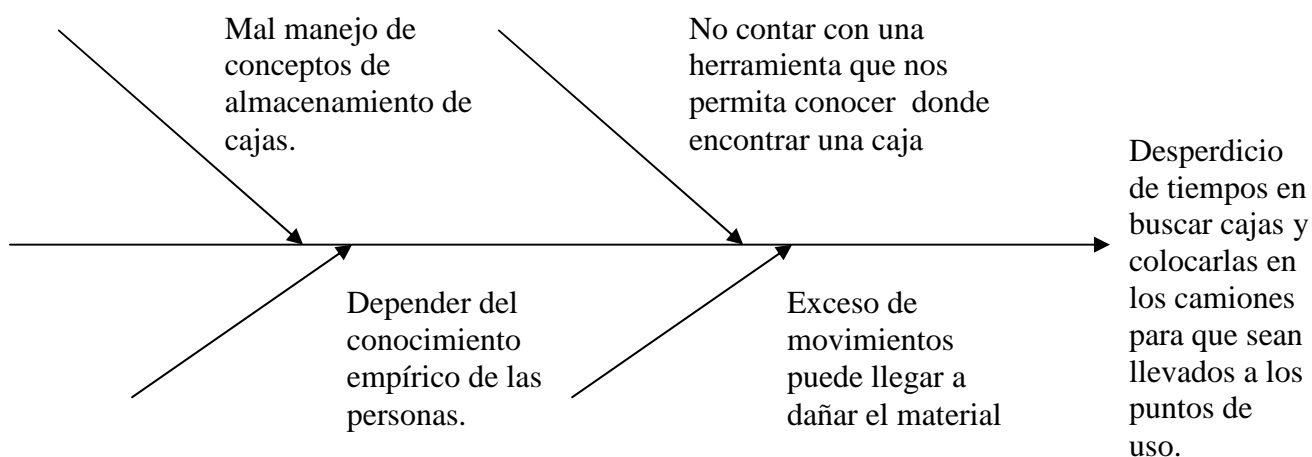 Mal manejo de
conceptos de
almacenamiento de
cajas.
No contar con una
herramienta que nos
permita conocer  donde
encontrar una caja
Depender del
conocimiento
empírico de las
personas.
Exceso de
movimientos
puede llegar a
dañar el material
Desperdicio
de tiempos en
buscar cajas y
colocarlas en
los camiones
para que sean
llevados a los
puntos de
uso.